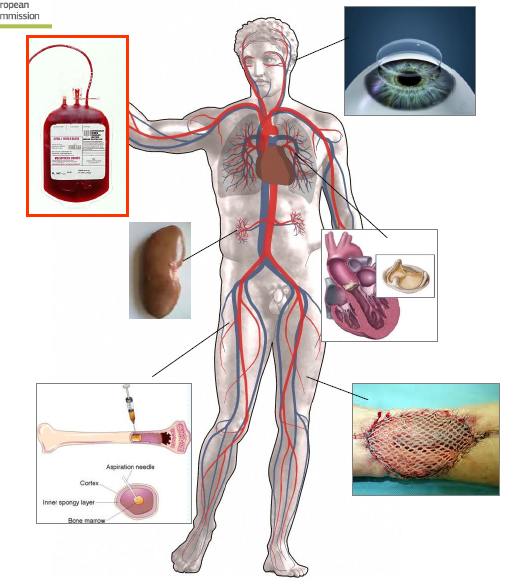 ropean
mmission
Aspiration needle
Cortex
Inner spongy layer
Bone marrow